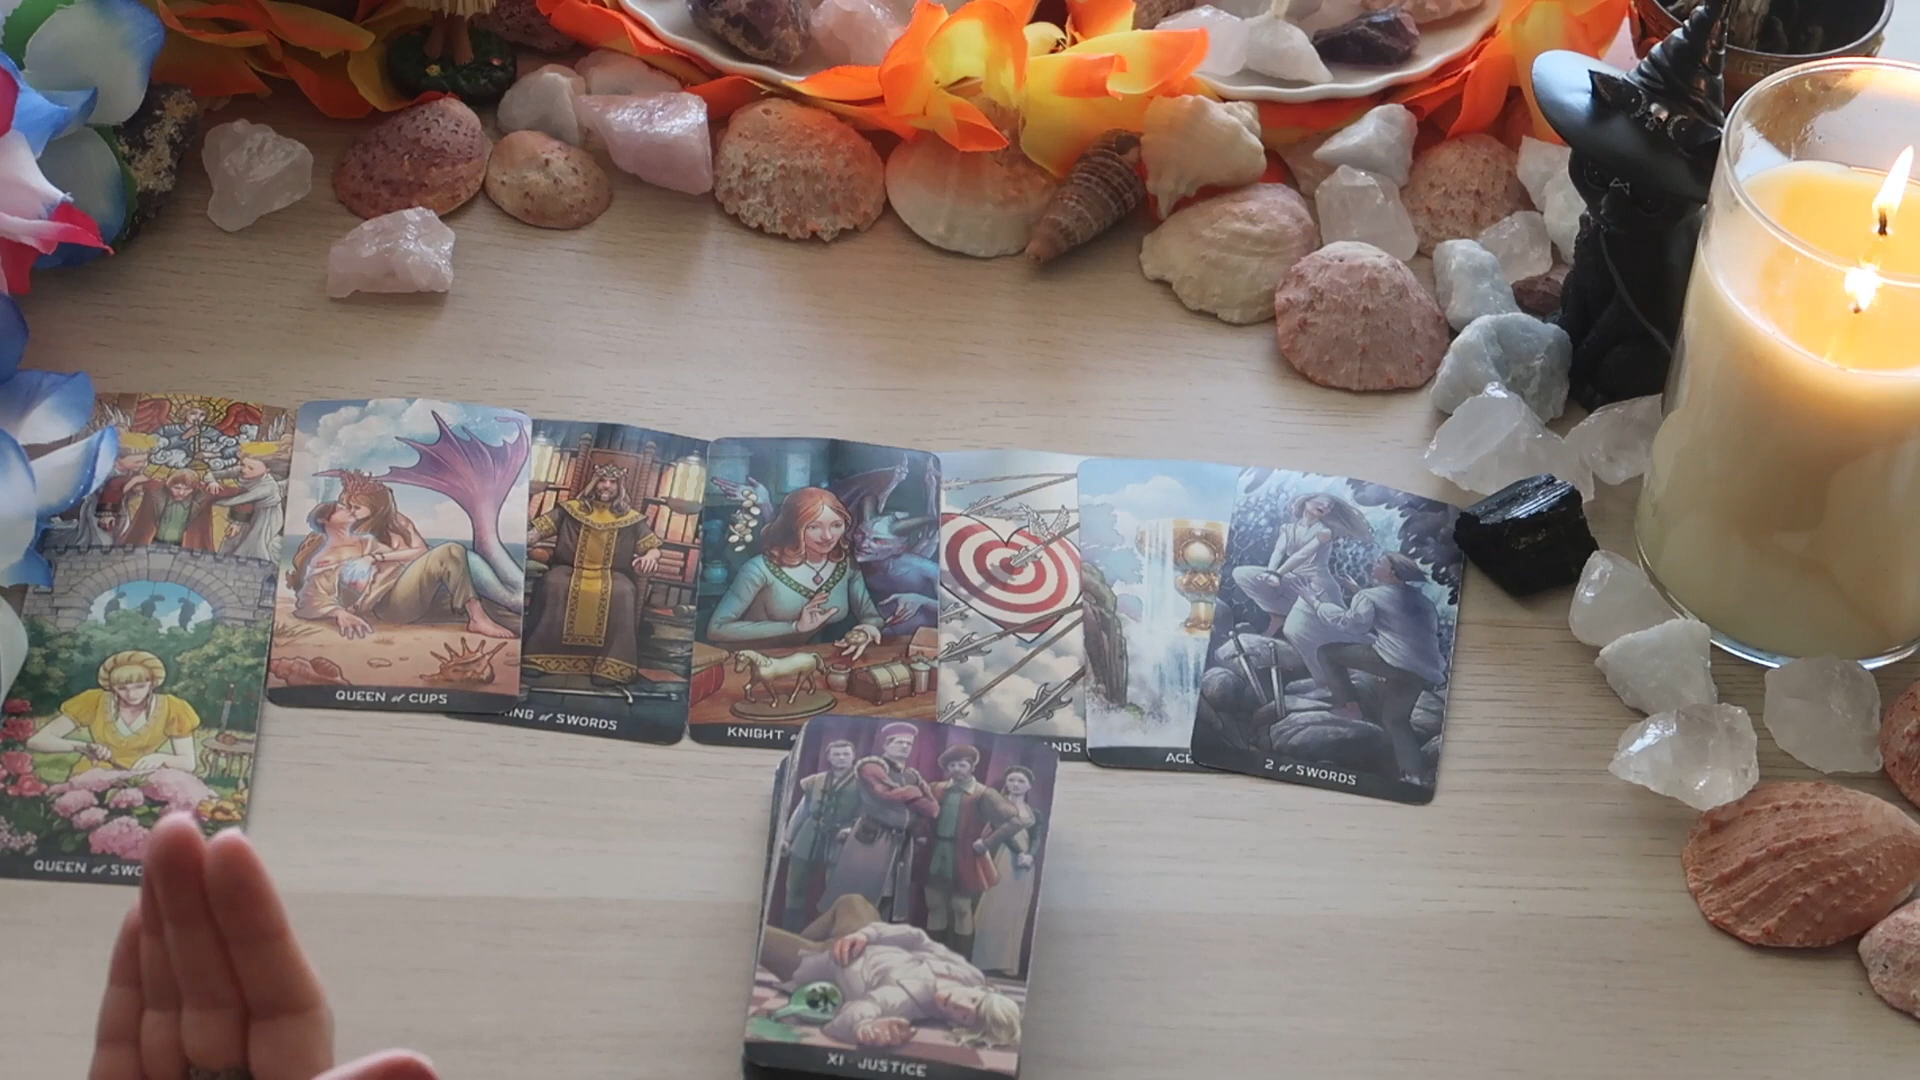 QUEEN of SWO
QUEEN of CUPS
KING of SWORDS
KNIGHT
NDS
ACE
2 of SWORDS
XI - JUSTICE